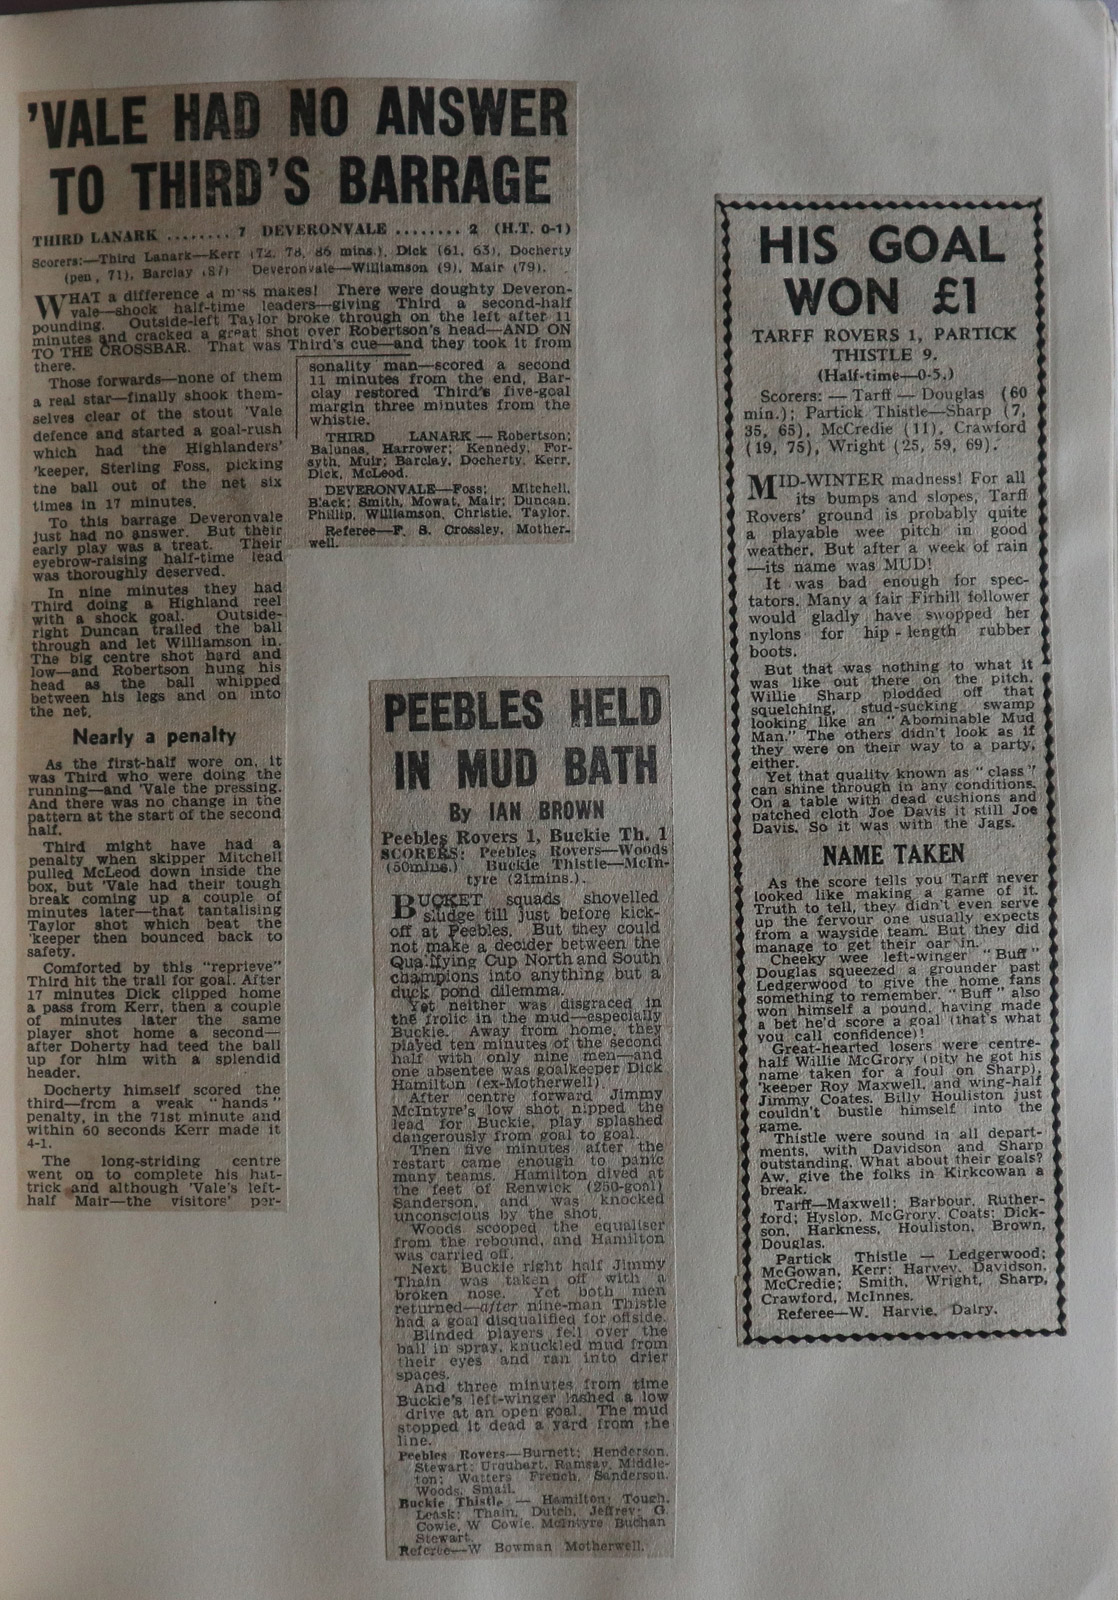 'VALE HAD NO ANSWER
TO THIRD'S BARRAGE
THIRD LANARK ........ 7 DEVERONVALE ........ 2 (H.T. 0-1)
Scorers:—Third Lanark—Kerr (72, 78, 86 mins.), Dick (61, 63), Docherty
(pen, 71), Barclay (87) Deveronvale—Williamson (9), Mair (79).
WHAT a difference a miss makes! There were doughty Deveron-
vale—shock half-time leaders—giving Third a second-half
pounding. Outside-left Taylor broke through on the left after 11
minutes and cracked a great shot over Robertson's head—AND ON
TO THE CROSSBAR. That was Third's cue—and they took it from
there.
Those forwards—none of them
a real star—finally shook them-
selves clear of the stout 'Vale
defence and started a goal-rush
which had the Highlanders'
'keeper, Sterling Foss, picking
the ball out of the net six
times in 17 minutes.
To this barrage Deveronvale
just had no answer. But their
early play was a treat. Their
eyebrow-raising half-time lead
was thoroughly deserved.
In nine minutes they had
Third doing a Highland reel
with a shock goal. Outside-
right Duncan trailed the ball
through and let Williamson in.
The big centre shot hard and
low—and Robertson hung his
head as the ball whipped
between his legs and on into
the net.
Nearly a penalty
As the first-half wore on, it
was Third who were doing the
running—and 'Vale the pressing.
And there was no change in the
pattern at the start of the second
half.
Third might have had a
penalty when skipper Mitchell
pulled McLeod down inside the
box, but 'Vale had their tough
break coming up a couple of
minutes later—that tantalising
Taylor shot which beat the
'keeper then bounced back to
safety.
Comforted by this "reprieve"
Third hit the trail for goal. After
17 minutes Dick clipped home
a pass from Kerr, then a couple
of minutes later the same
player shot home a second—
after Doherty had teed the ball
up for him with a splendid
header.
Docherty himself scored the
third—from a weak "hands"
penalty, in the 71st minute and
within 60 seconds Kerr made it
4-1.
The long-striding centre
went on to complete his hat-
trick and although 'Vale's left-
half Mair—the visitors' per-
sonality man—scored a second
11 minutes from the end, Bar-
clay restored Third's five-goal
margin three minutes from the
whistle.
THIRD LANARK — Robertson;
Balunas, Harrower; Kennedy, For-
syth, Muir; Barclay, Docherty, Kerr,
Dick, McLeod.
DEVERONVALE—Foss; Mitchell,
Black; Smith, Mowat, Mair; Duncan,
Phillip, Williamson, Christie, Taylor.
Referee—F. S. Crossley, Mother-
well.
PEEBLES HELD
IN MUD BATH
By IAN BROWN
Peebles Rovers 1, Buckie Th. 1
SCORERS: Peebles Rovers—Woods
(50mins.). Buckie Thistle—McIn-
tyre (21mins.).
BUCKET squads shovelled
sludge till just before kick-
off at Peebles. But they could
not make a decider between the
Qualifying Cup North and South
champions into anything but a
duck pond dilemma.
Yet neither was disgraced in
the frolic in the mud—especially
Buckie. Away from home, they
played ten minutes of the second
half with only nine men—and
one absentee was goalkeeper Dick
Hamilton (ex-Motherwell).
After centre forward Jimmy
McIntyre's low shot nipped the
lead for Buckie, play splashed
dangerously from goal to goal.
Then five minutes after the
restart came enough to panic
many teams. Hamilton dived at
the feet of Renwick (250-goal)
Sanderson, and was knocked
unconscious by the shot.
Woods scooped the equaliser
from the rebound, and Hamilton
was carried off.
Next Buckie right half Jimmy
Thain was taken off with a
broken nose. Yet both men
returned—after nine-man Thistle
had a goal disqualified for offside.
Blinded players fell over the
ball in spray, knuckled mud from
their eyes and ran into drier
spaces.
And three minutes from time
Buckie's left-winger lashed a low
drive at an open goal. The mud
stopped it dead a yard from the
line.
Peebles Rovers—Burnett; Henderson,
Stewart; Urquhart, Ramsay, Middle-
ton; Watters French, Sanderson,
Woods, Smail.
Buckie Thistle — Hamilton; Tough,
Leask; Thain, Dutch, Jeffrey; G.
Cowie, W Cowie, McIntyre Buchan
Stewart.
Referee—W Bowman Motherwell.
HIS GOAL
WON £1
TARFF ROVERS 1, PARTICK
THISTLE 9.
(Half-time—0-5.)
Scorers: — Tarff — Douglas (60
min.); Partick Thistle—Sharp (7,
35, 65), McCredie (11), Crawford
(19, 75), Wright (25, 59, 69).
MID-WINTER madness! For all
its bumps and slopes, Tarff
Rovers' ground is probably quite
a playable wee pitch in good
weather. But after a week of rain
—its name was MUD!
It was bad enough for spec-
tators. Many a fair Firhill follower
would gladly have swopped her
nylons for hip-length rubber
boots.
But that was nothing to what it
was like out there on the pitch.
Willie Sharp plodded off that
squelching, stud-sucking swamp
looking like an "Abominable Mud
Man." The others didn't look as if
they were on their way to a party,
either.
Yet that quality known as "class"
can shine through in any conditions.
On a table with dead cushions and
patched cloth Joe Davis it still Joe
Davis. So it was with the Jags.
NAME TAKEN
As the score tells you Tarff never
looked like making a game of it.
Truth to tell, they didn't even serve
up the fervour one usually expects
from a wayside team. But they did
manage to get their oar in.
Cheeky wee left-winger "Buff"
Douglas squeezed a grounder past
Ledgerwood to give the home fans
something to remember. "Buff" also
won himself a pound, having made
a bet he'd score a goal (that's what
you call confidence)!
Great-hearted losers were centre-
half Willie McGrory (pity he got his
name taken for a foul on Sharp),
'keeper Roy Maxwell, and wing-half
Jimmy Coates. Billy Houliston just
couldn't bustle himself into the
game.
Thistle were sound in all depart-
ments, with Davidson and Sharp
outstanding. What about their goals?
Aw, give the folks in Kirkcowan a
break.
Tarff—Maxwell; Barbour, Ruther-
ford; Hyslop, McGrory, Coats; Dick-
son, Harkness, Houliston, Brown,
Douglas.
Partick Thistle — Ledgerwood;
McGowan, Kerr; Harvey, Davidson,
McCredie; Smith, Wright, Sharp,
Crawford, McInnes.
Referee—W. Harvie, Dalry.